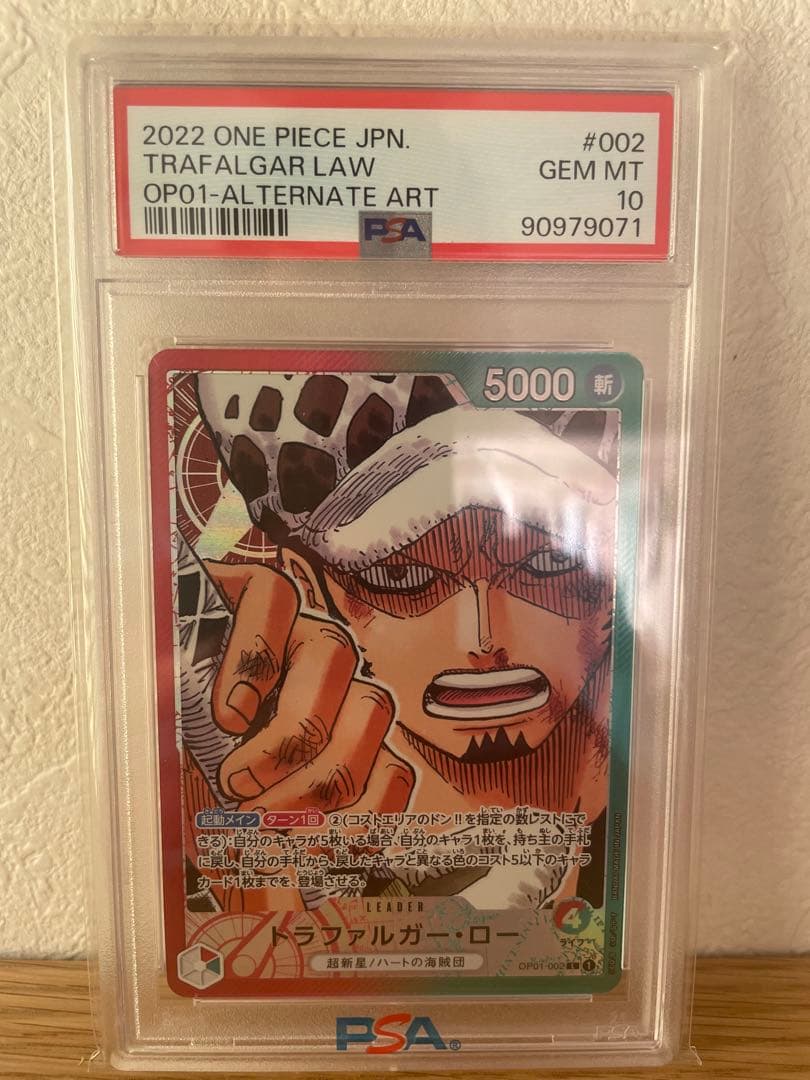 2022 ONE PIECE JPN. #002
TRAFALGAR LAW GEM MT
OP01-ALTERNATE ART 10
PSA 90979071
5000 斬
起動メイン ターン1回 ②(コストエリアのドン!!を指定の数レストにで
きる):自分のキャラが5枚いる場合、自分のキャラ1枚を、持ち主の手札
に戻し、自分の手札から、戻したキャラと異なる色のコスト5以下のキャラ
カード1枚までを、登場させる。
LEADER
4
トラファルガー・ロー
ライフ
超新星/ハートの海賊団
OP01-002 L 1
PSA